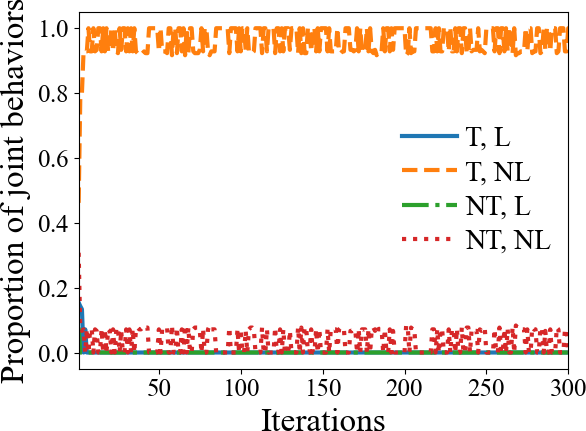 Proportion of joint behaviors
1.0
0.8
0.6
0.4
0.2
0.0
T, L
T, NL
NT, L
NT, NL
50 100 150 200 250 300
Iterations